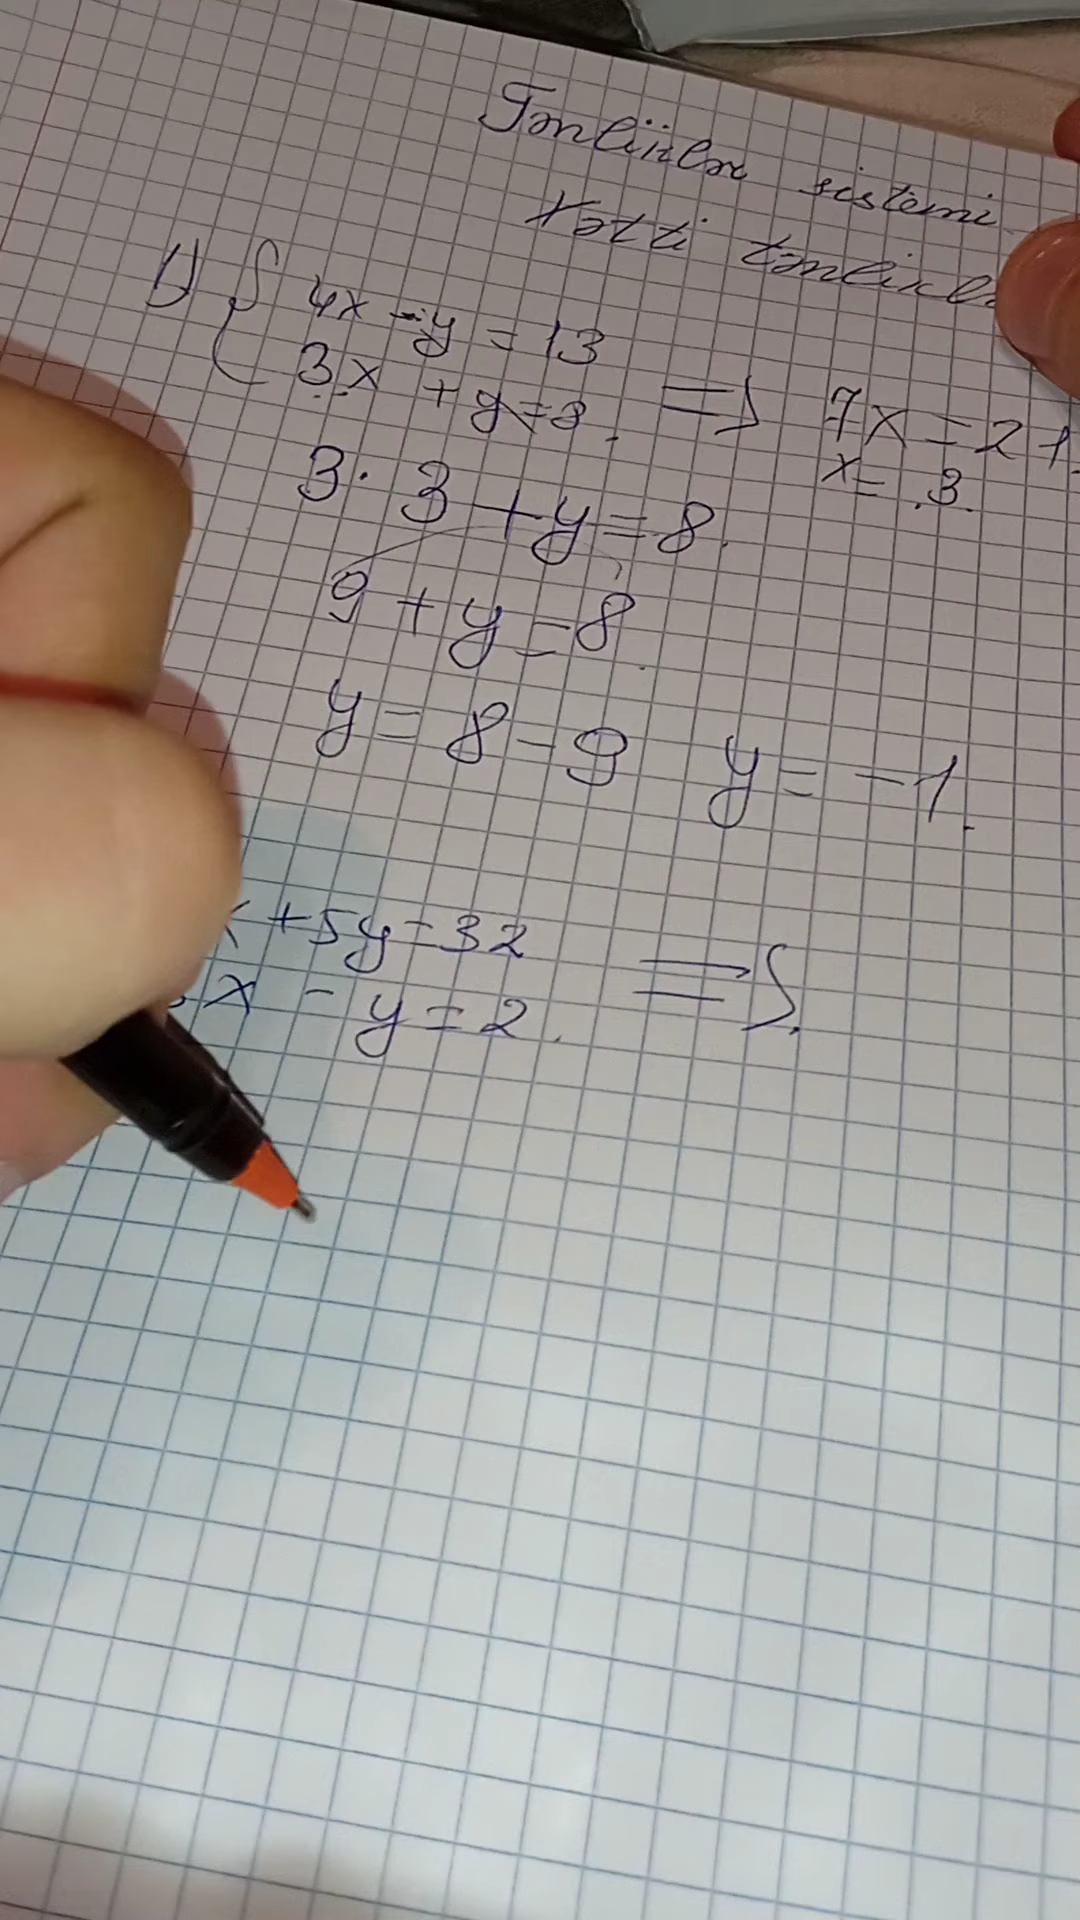 Tənliklər sistemi
Xətti tənliklə
1) { 4x - y = 13
3x + y = 8. => 7x = 21.
x = 3.
3 · 3 + y = 8.
9 + y = 8.
y = 8 - 9 y = -1.
x + 5y = 32
x - y = 2. =>